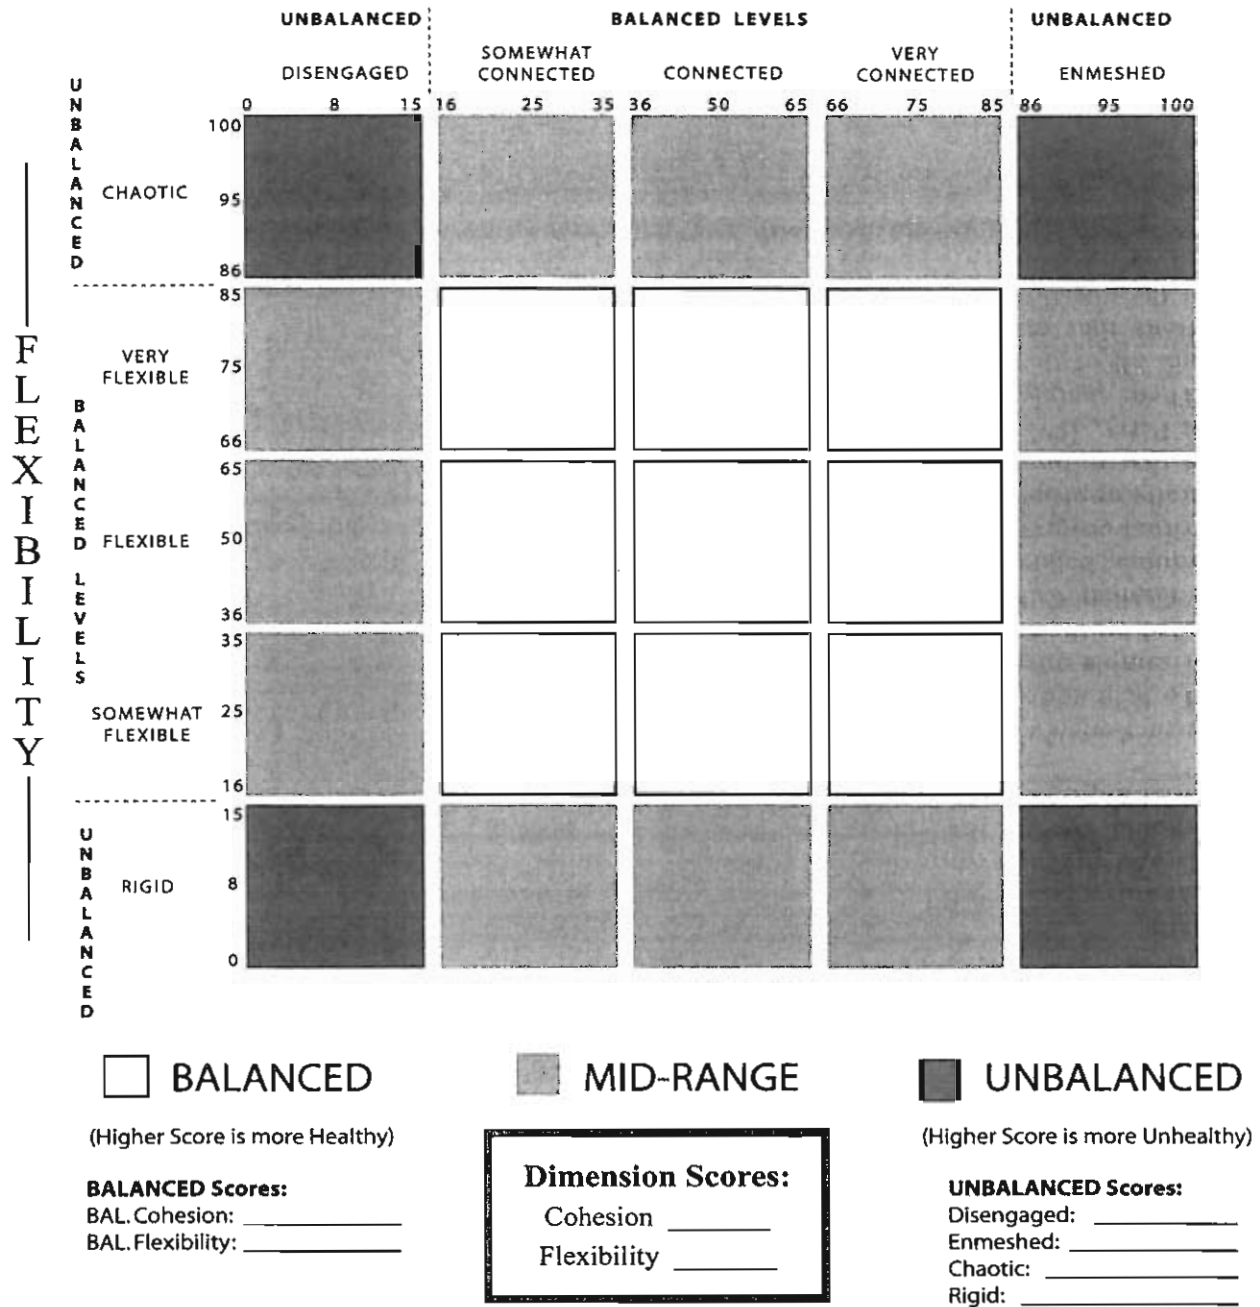 UNBALANCED BALANCED LEVELS UNBALANCED
DISENGAGED SOMEWHAT CONNECTED CONNECTED VERY CONNECTED ENMESHED
0 8 15 16 25 35 36 50 65 66 75 85 86 95 100
FLEXIBILITY
UNBALANCED
CHAOTIC
100
95
86
BALANCED LEVELS
VERY FLEXIBLE
85
75
66
FLEXIBLE
65
50
36
SOMEWHAT FLEXIBLE
35
25
16
UNBALANCED
RIGID
15
8
0
BALANCED MID-RANGE UNBALANCED
(Higher Score is more Healthy) (Higher Score is more Unhealthy)
BALANCED Scores:
BAL. Cohesion:
BAL. Flexibility:
Dimension Scores:
Cohesion
Flexibility
UNBALANCED Scores:
Disengaged:
Enmeshed:
Chaotic:
Rigid: